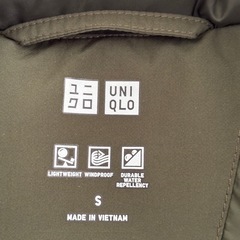 ユニ UNI
クロ QLO
LIGHTWEIGHT WINDPROOF DURABLE
WATER
REPELLENCY
S
MADE IN VIETNAM